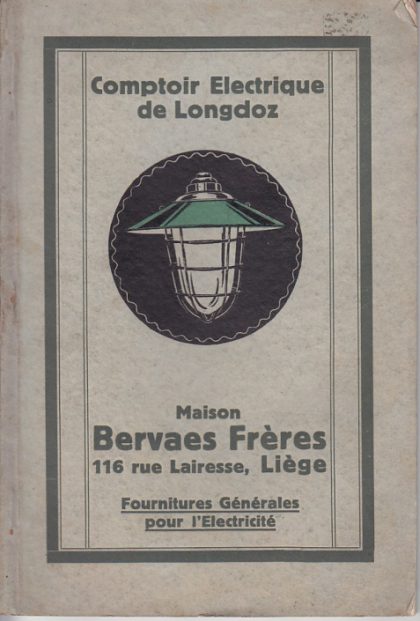 Comptoir Electrique
de Longdoz
Maison
Bervaes Frères
116 rue Lairesse, Liège
Fournitures Générales
pour l'Electricité